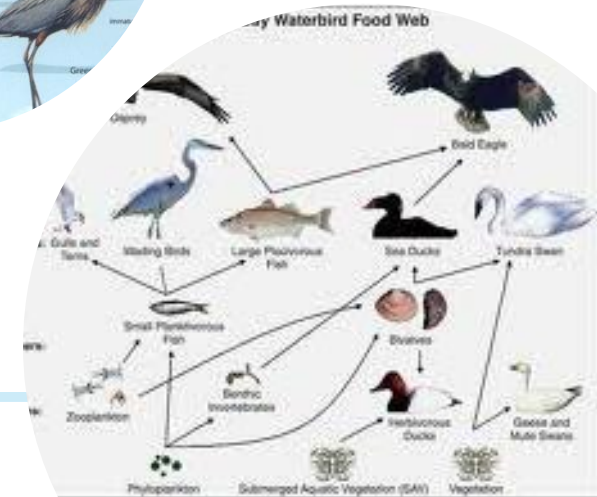 ay Waterbird Food Web
Osprey
Bald Eagle
Gulls and
Terns
Wading Birds
Large Piscivorous
Fish
Sea Ducks
Tundra Swan
Small Planktivorous
Fish
Bivalves
Zooplankton
Benthic
Invertebrates
Herbivorous
Ducks
Geese and
Mute Swans
Phytoplankton
Submerged Aquatic Vegetation (SAV)
Vegetation